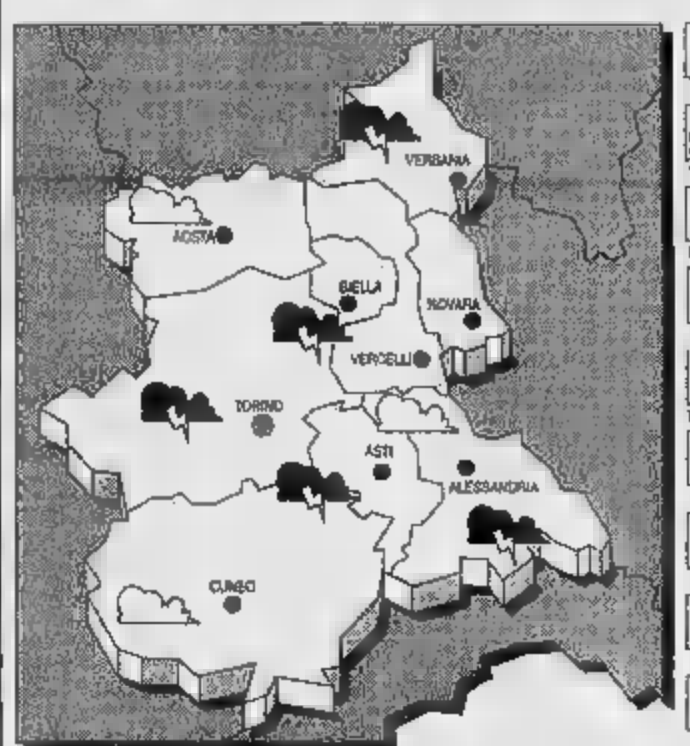 VERBANIA
AOSTA
BIELLA
NOVARA
VERCELLI
TORINO
ASTI
ALESSANDRIA
CUNEO